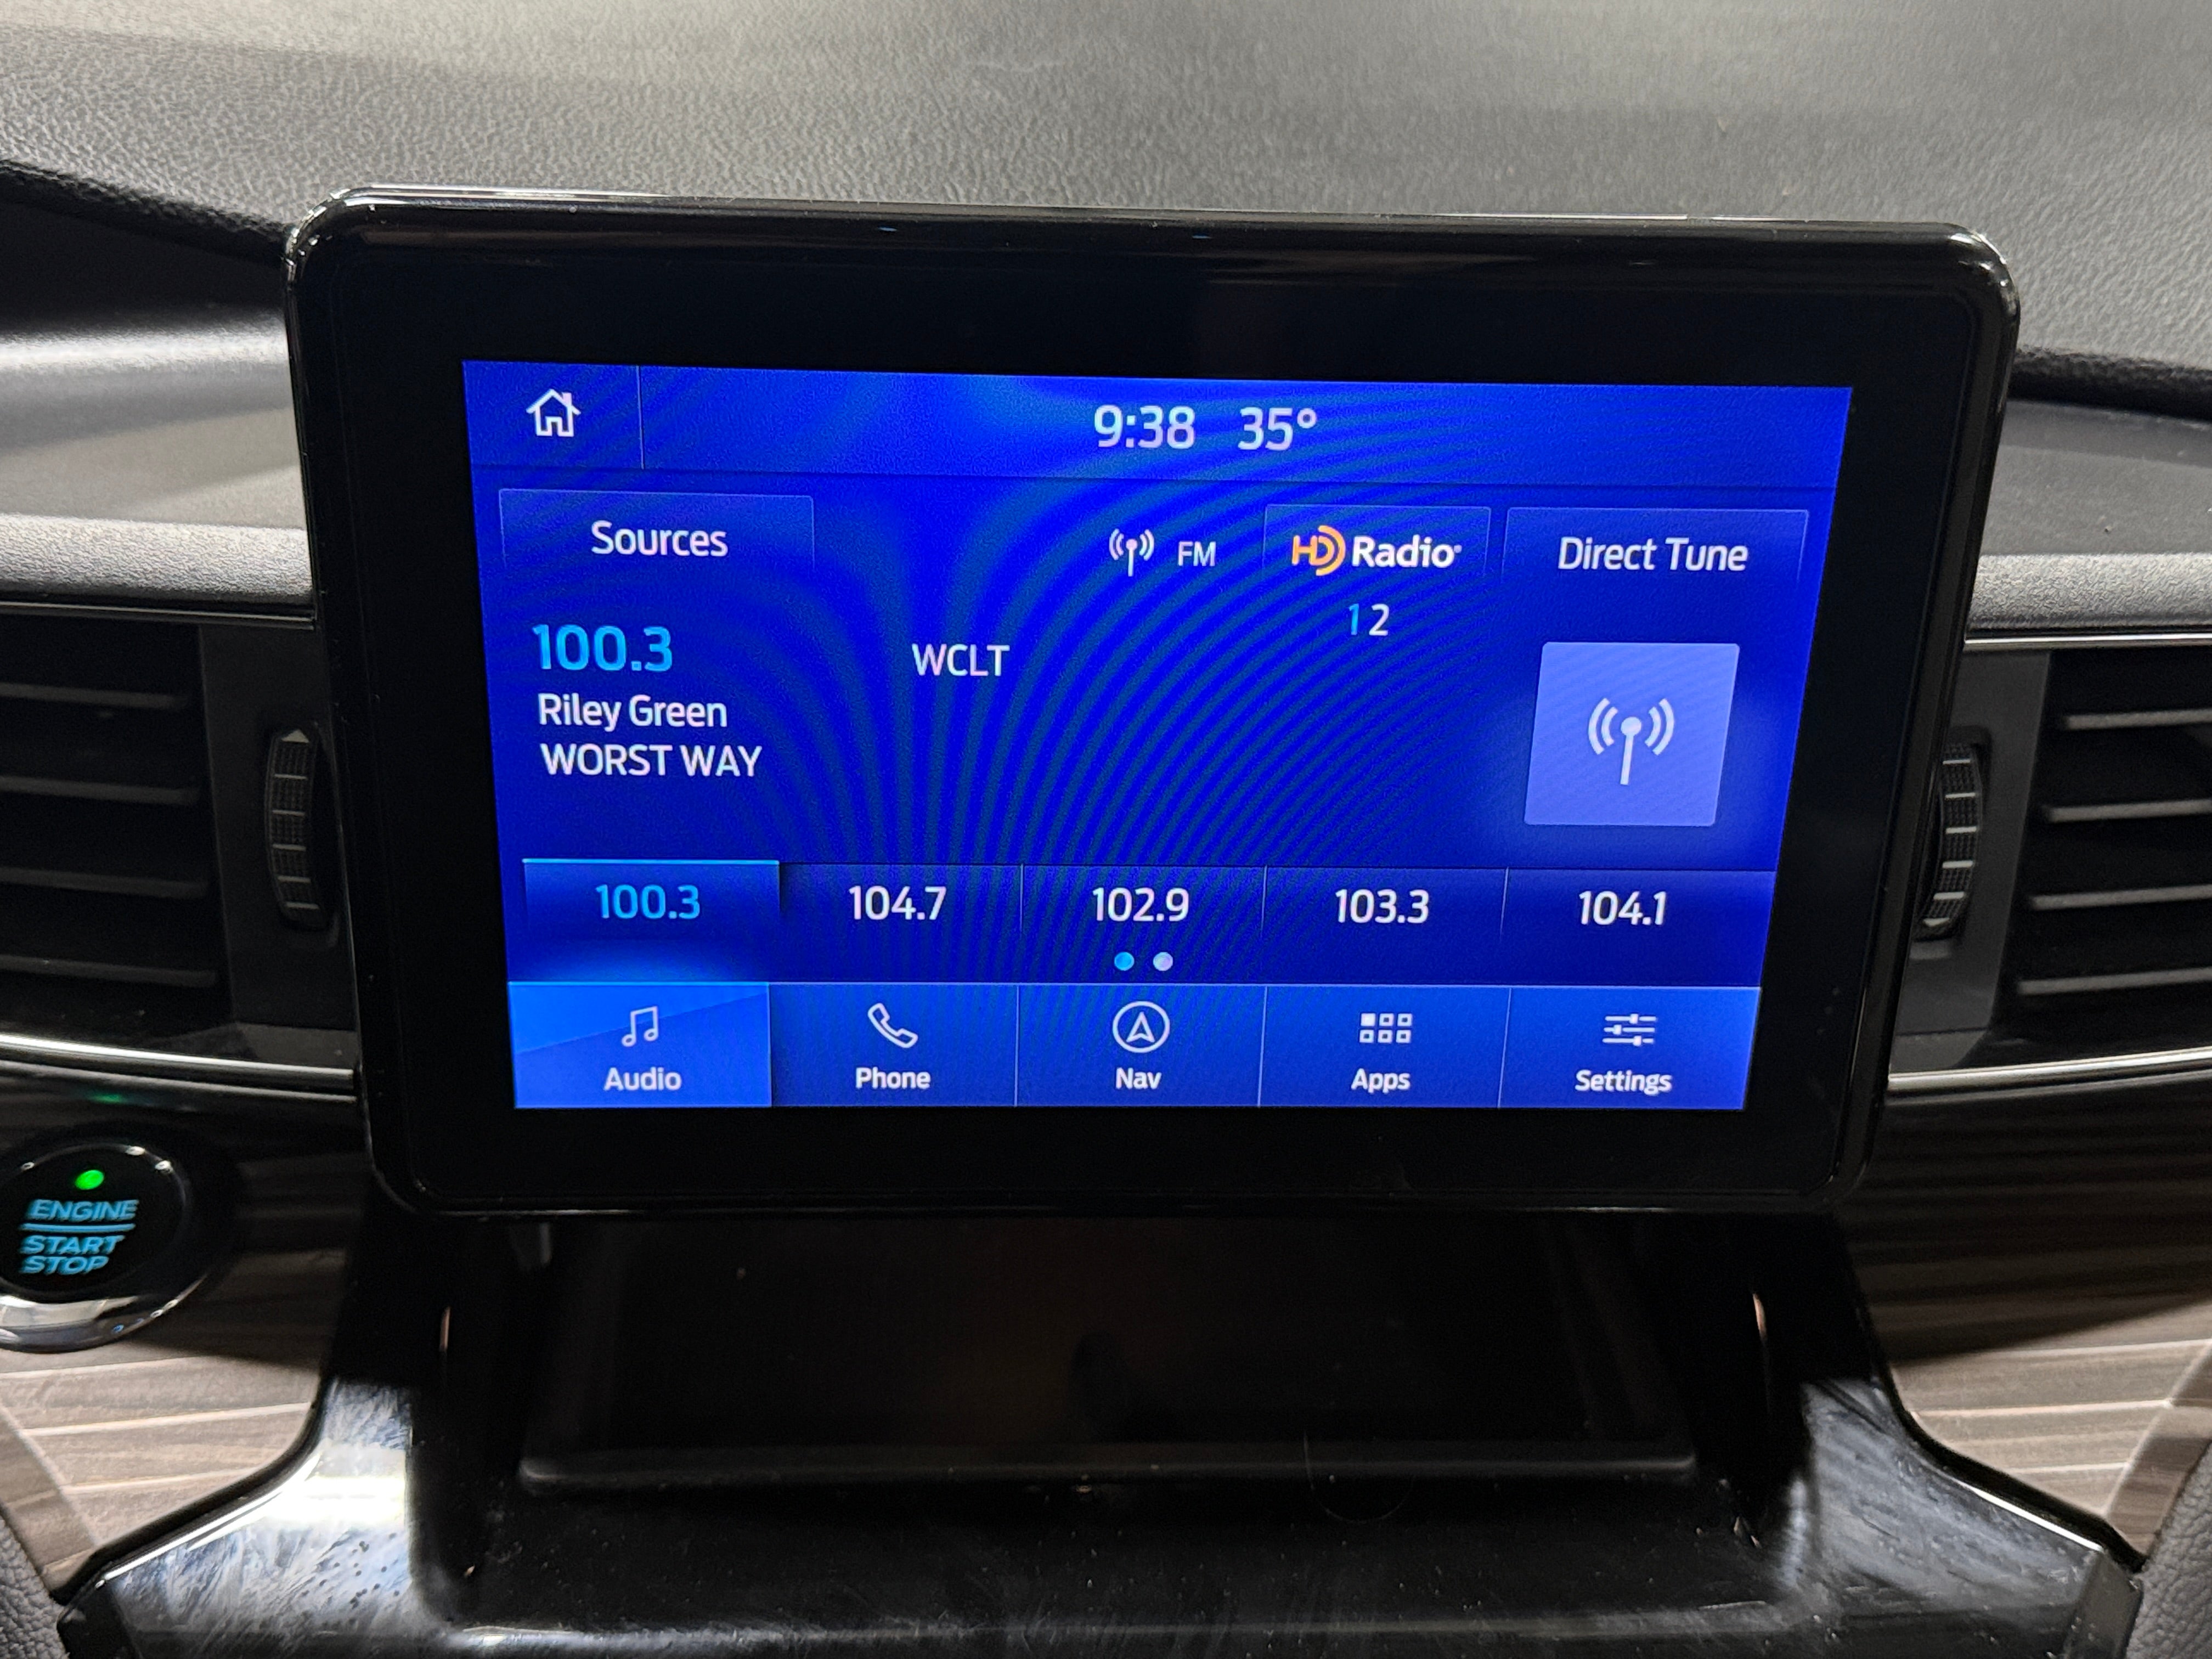 9:38 35°
Sources
FM
HD Radio
Direct Tune
1 2
100.3
WCLT
Riley Green
WORST WAY
100.3
104.7
102.9
103.3
104.1
Audio
Phone
Nav
Apps
Settings
ENGINE
START
STOP